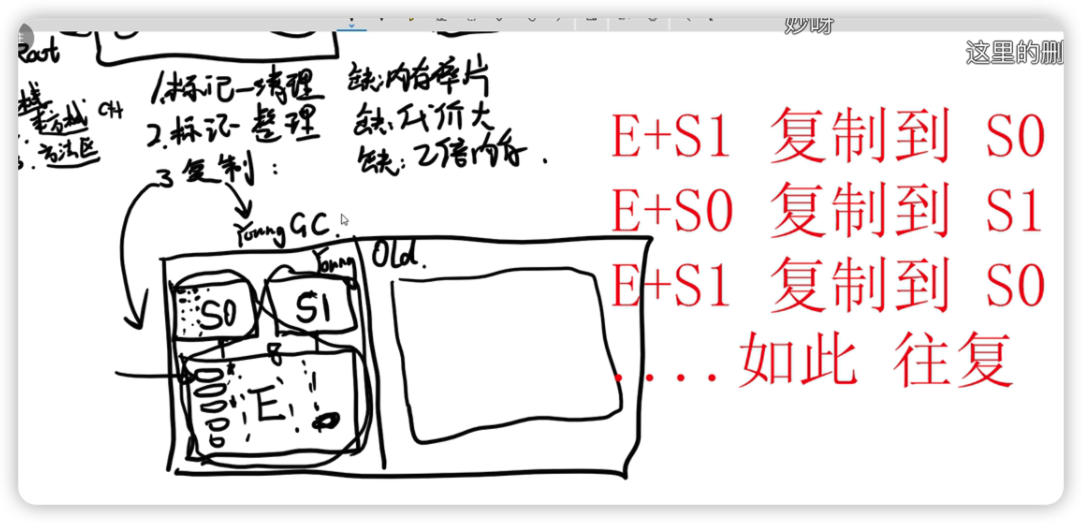 妙呀
这里的删
Root
栈
CH
方法区
1.标记—清理 缺:内存碎片
2.标记—整理 缺:代价大
3 复制: 缺:2倍内存.
Young GC.
Young
Old.
S0
S1
8
E
E+S1 复制到 S0
E+S0 复制到 S1
E+S1 复制到 S0
.... 如此 往复